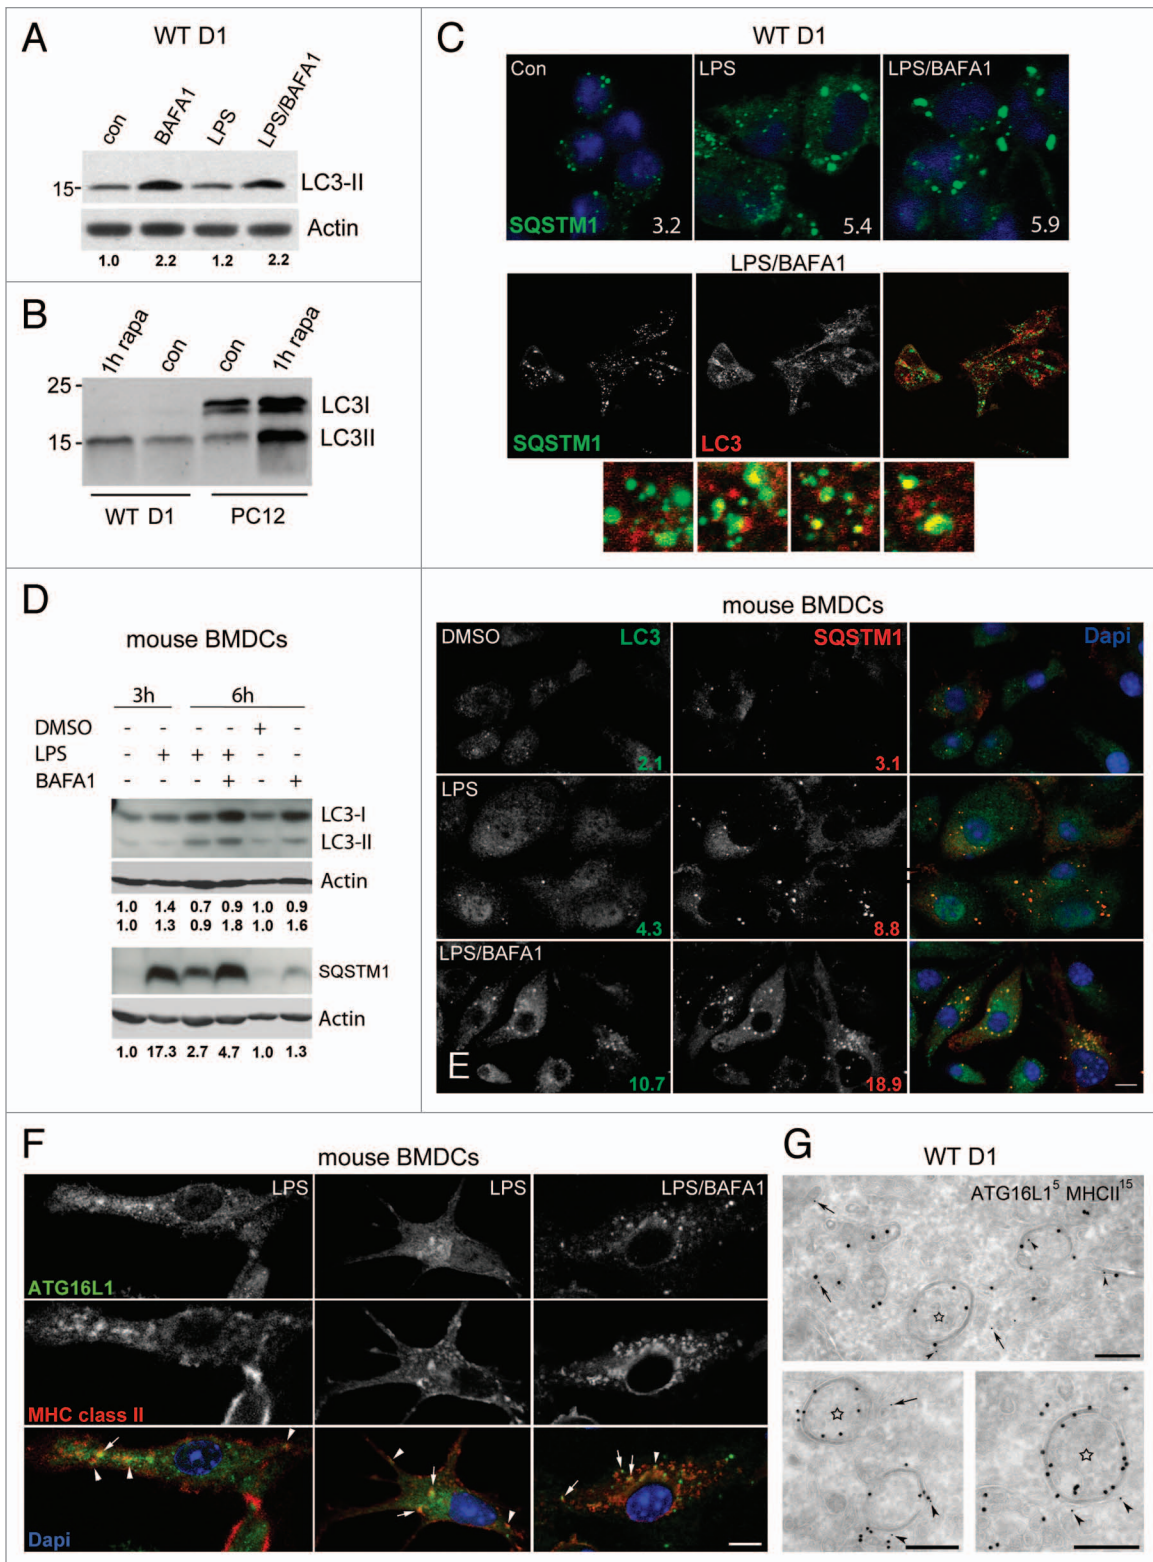 A
WT D1
con
BAFA1
LPS
LPS/BAFA1
15-
LC3-II
Actin
1.0 2.2 1.2 2.2
B
1h rapa
con
con
1h rapa
25-
LC3I
15-
LC3II
WT D1
PC12
C
WT D1
Con
LPS
LPS/BAFA1
SQSTM1
3.2
5.4
5.9
LPS/BAFA1
SQSTM1
LC3
D
mouse BMDCs
3h 6h
DMSO - - - - + -
LPS - + + + - -
BAFA1 - - - + - +
LC3-I
LC3-II
Actin
1.0 1.4 0.7 0.9 1.0 0.9
1.0 1.3 0.9 1.8 1.0 1.6
SQSTM1
Actin
1.0 17.3 2.7 4.7 1.0 1.3
mouse BMDCs
DMSO
LC3
SQSTM1
Dapi
2.1
3.1
LPS
4.3
8.8
LPS/BAFA1
E
10.7
18.9
F
mouse BMDCs
LPS
LPS
LPS/BAFA1
ATG16L1
MHC class II
Dapi
G
WT D1
ATG16L1⁵ MHCII¹⁵